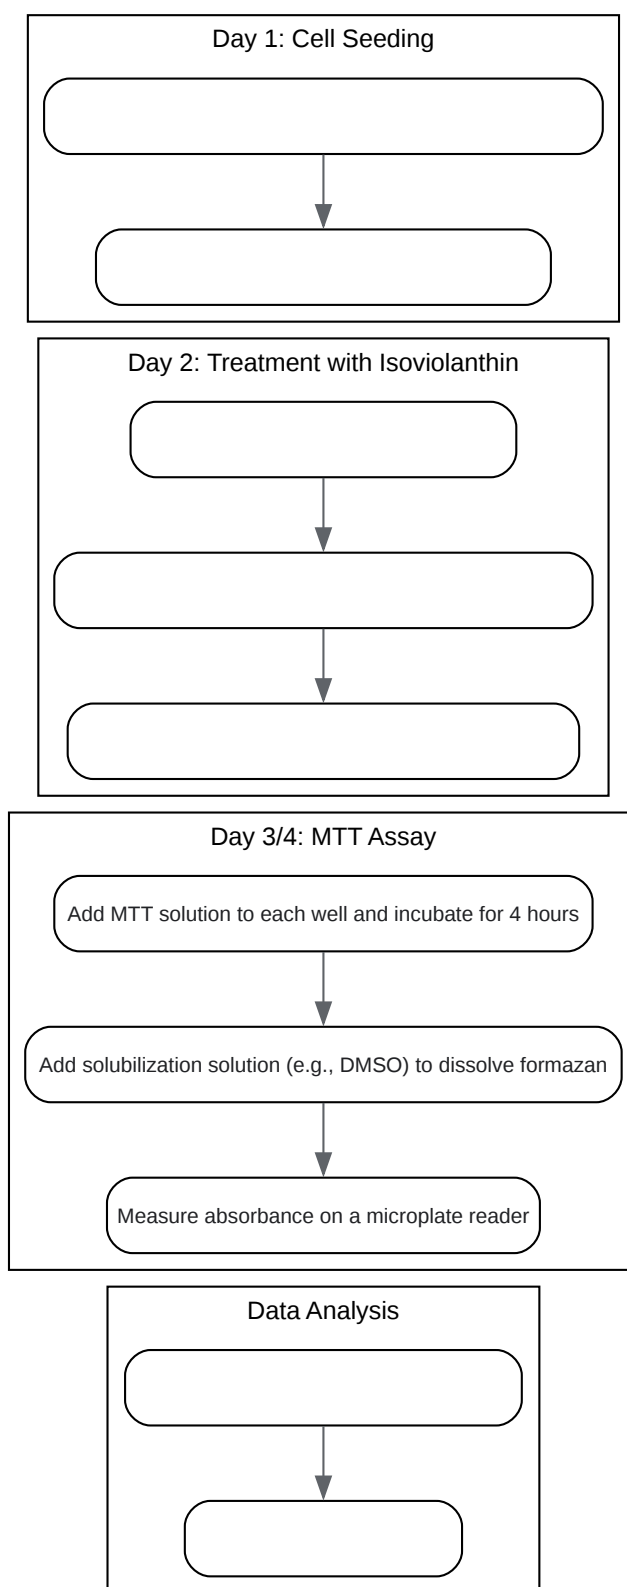 Day 1: Cell Seeding
Day 2: Treatment with Isoviolanthin
Day 3/4: MTT Assay
Add MTT solution to each well and incubate for 4 hours
Add solubilization solution (e.g., DMSO) to dissolve formazan
Measure absorbance on a microplate reader
Data Analysis